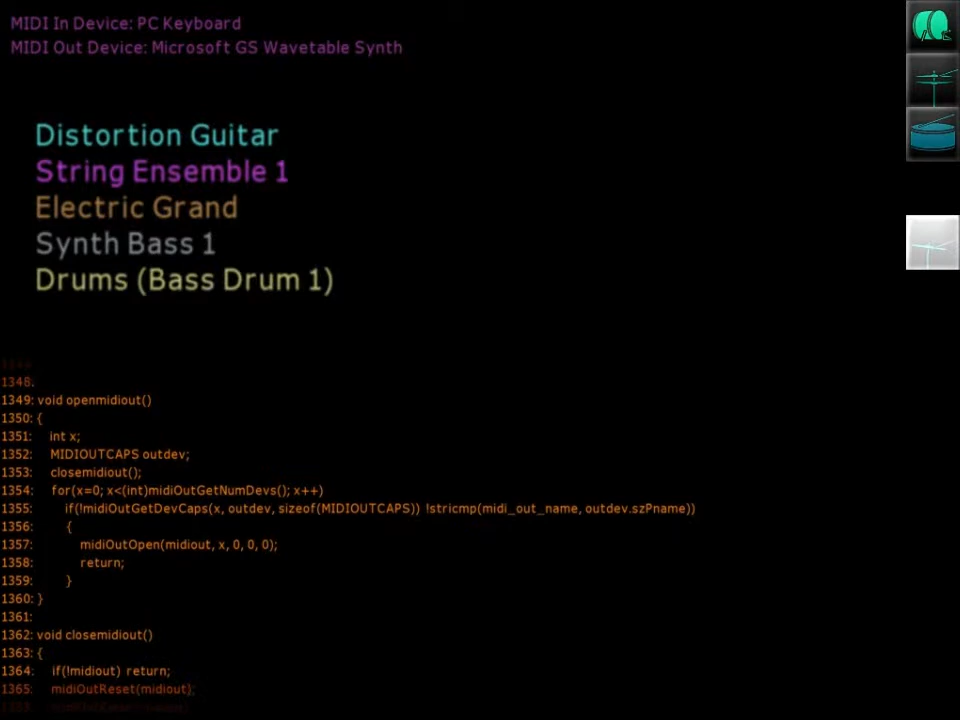 MIDI In Device: PC Keyboard
MIDI Out Device: Microsoft GS Wavetable Synth
Distortion Guitar
String Ensemble 1
Electric Grand
Synth Bass 1
Drums (Bass Drum 1)
1348:
1349: void openmidiout()
1350: {
1351: int x;
1352: MIDIOUTCAPS outdev;
1353: closemidiout();
1354: for(x=0; x<(int)midiOutGetNumDevs(); x++)
1355: if(!midiOutGetDevCaps(x, outdev, sizeof(MIDIOUTCAPS)) !stricmp(midi_out_name, outdev.szPname))
1356: {
1357: midiOutOpen(midiout, x, 0, 0, 0);
1358: return;
1359: }
1360: }
1361:
1362: void closemidiout()
1363: {
1364: if(!midiout) return;
1365: midiOutReset(midiout);